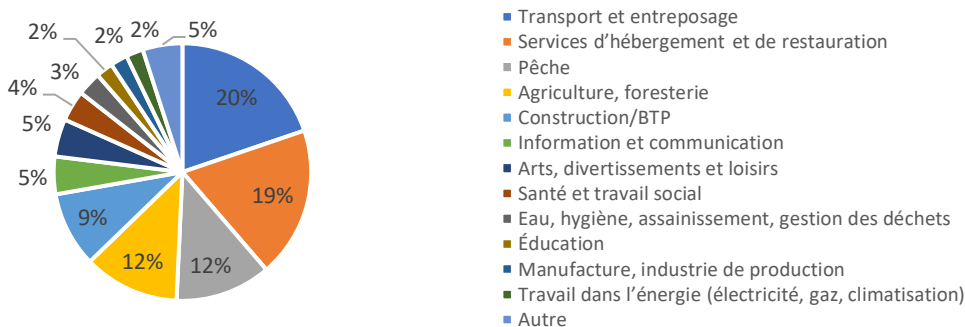 20%
19%
12%
12%
9%
5%
5%
4%
3%
2%
2%
2%
5%
Transport et entreposage
Services d’hébergement et de restauration
Pêche
Agriculture, foresterie
Construction/BTP
Information et communication
Arts, divertissements et loisirs
Santé et travail social
Eau, hygiène, assainissement, gestion des déchets
Éducation
Manufacture, industrie de production
Travail dans l’énergie (électricité, gaz, climatisation)
Autre